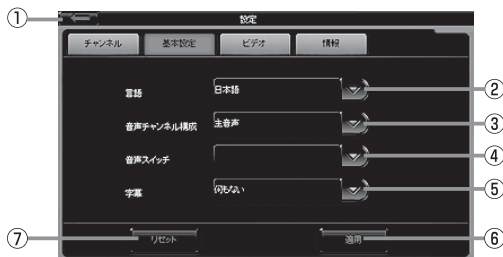 ① 設定
チャンネル 基本設定 ビデオ 情報
言語 日本語 ②
音声チャンネル構成 主音声 ③
音声スイッチ ④
字幕 何もない ⑤
⑦ リセット 適用 ⑥